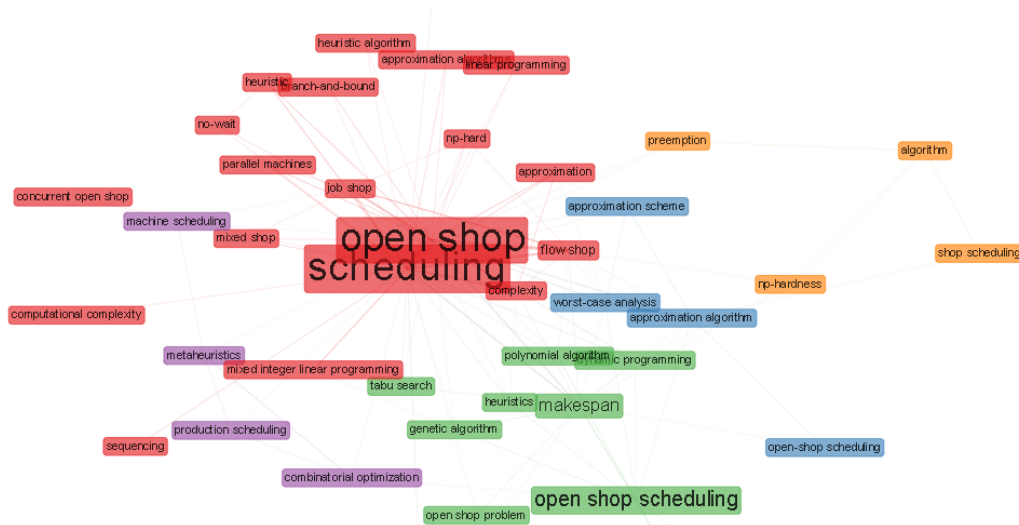 heuristic algorithm
approximation algorithms
linear programming
heuristic
branch-and-bound
no-wait
np-hard
preemption
algorithm
parallel machines
approximation
job shop
concurrent open shop
approximation scheme
machine scheduling
mixed shop
open shop
flow-shop
shop scheduling
scheduling
np-hardness
complexity
worst-case analysis
computational complexity
approximation algorithm
metaheuristics
polynomial algorithm
dynamic programming
mixed integer linear programming
tabu search
heuristics
makespan
production scheduling
genetic algorithm
sequencing
open-shop scheduling
combinatorial optimization
open shop scheduling
open shop problem